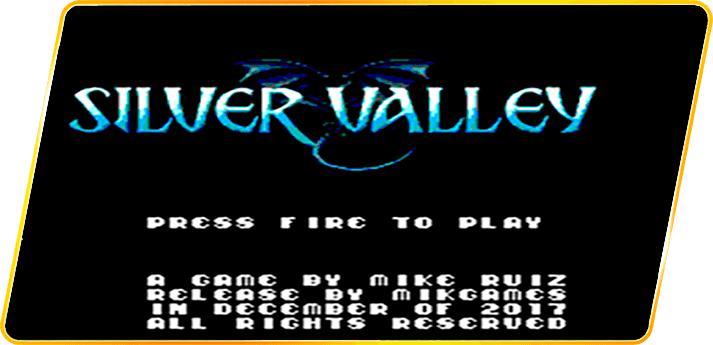 SILVER VALLEY
PRESS FIRE TO PLAY
A GAME BY MIKE RUIZ
RELEASE BY MIKGAMES
IN DECEMBER OF 2017
ALL RIGHTS RESERVED